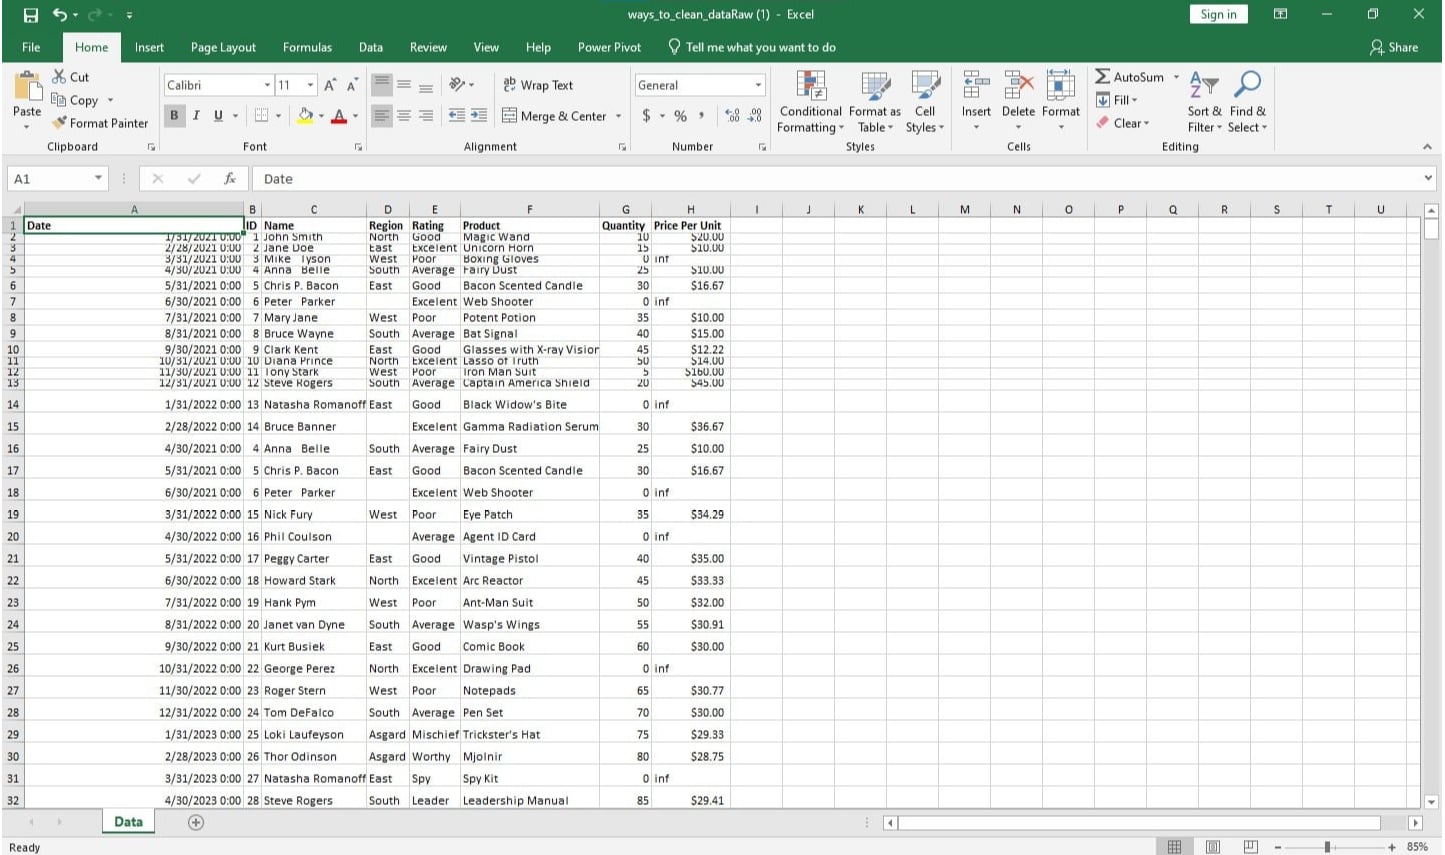 ways_to_clean_dataRaw (1) - Excel
Sign in
File Home Insert Page Layout Formulas Data Review View Help Power Pivot Tell me what you want to do
Share
Paste
Cut
Copy
Format Painter
Clipboard
Calibri 11
B I U
Font
Wrap Text
Merge & Center
Alignment
General
$ % ,
Number
Conditional Formatting
Format as Table
Cell Styles
Styles
Insert Delete Format
Cells
AutoSum
Fill
Clear
Sort & Filter
Find & Select
Editing
A1 fx Date
A B C D E F G H I J K L M N O P Q R S T U
1 Date ID Name Region Rating Product Quantity Price Per Unit
2 1/31/2021 0:00 1 John Smith North Good Magic Wand 10 $20.00
3 2/28/2021 0:00 2 Jane Doe East Excelent Unicorn Horn 15 $10.00
4 3/31/2021 0:00 3 Mike Tyson West Poor Boxing Gloves 0 inf
5 4/30/2021 0:00 4 Anna Belle South Average Fairy Dust 25 $10.00
6 5/31/2021 0:00 5 Chris P. Bacon East Good Bacon Scented Candle 30 $16.67
7 6/30/2021 0:00 6 Peter Parker Excelent Web Shooter 0 inf
8 7/31/2021 0:00 7 Mary Jane West Poor Potent Potion 35 $10.00
9 8/31/2021 0:00 8 Bruce Wayne South Average Bat Signal 40 $15.00
10 9/30/2021 0:00 9 Clark Kent East Good Glasses with X-ray Visior 45 $12.22
11 10/31/2021 0:00 10 Diana Prince North Excelent Lasso of Truth 50 $14.00
12 11/30/2021 0:00 11 Tony Stark West Poor Iron Man Suit 5 $160.00
13 12/31/2021 0:00 12 Steve Rogers South Average Captain America Shield 20 $45.00
14 1/31/2022 0:00 13 Natasha Romanoff East Good Black Widow's Bite 0 inf
15 2/28/2022 0:00 14 Bruce Banner Excelent Gamma Radiation Serum 30 $36.67
16 4/30/2021 0:00 4 Anna Belle South Average Fairy Dust 25 $10.00
17 5/31/2021 0:00 5 Chris P. Bacon East Good Bacon Scented Candle 30 $16.67
18 6/30/2021 0:00 6 Peter Parker Excelent Web Shooter 0 inf
19 3/31/2022 0:00 15 Nick Fury West Poor Eye Patch 35 $34.29
20 4/30/2022 0:00 16 Phil Coulson Average Agent ID Card 0 inf
21 5/31/2022 0:00 17 Peggy Carter East Good Vintage Pistol 40 $35.00
22 6/30/2022 0:00 18 Howard Stark North Excelent Arc Reactor 45 $33.33
23 7/31/2022 0:00 19 Hank Pym West Poor Ant-Man Suit 50 $32.00
24 8/31/2022 0:00 20 Janet van Dyne South Average Wasp's Wings 55 $30.91
25 9/30/2022 0:00 21 Kurt Busiek East Good Comic Book 60 $30.00
26 10/31/2022 0:00 22 George Perez North Excelent Drawing Pad 0 inf
27 11/30/2022 0:00 23 Roger Stern West Poor Notepads 65 $30.77
28 12/31/2022 0:00 24 Tom DeFalco South Average Pen Set 70 $30.00
29 1/31/2023 0:00 25 Loki Laufeyson Asgard Mischief Trickster's Hat 75 $29.33
30 2/28/2023 0:00 26 Thor Odinson Asgard Worthy Mjolnir 80 $28.75
31 3/31/2023 0:00 27 Natasha Romanoff East Spy Spy Kit 0 inf
32 4/30/2023 0:00 28 Steve Rogers South Leader Leadership Manual 85 $29.41
Data
Ready
85%